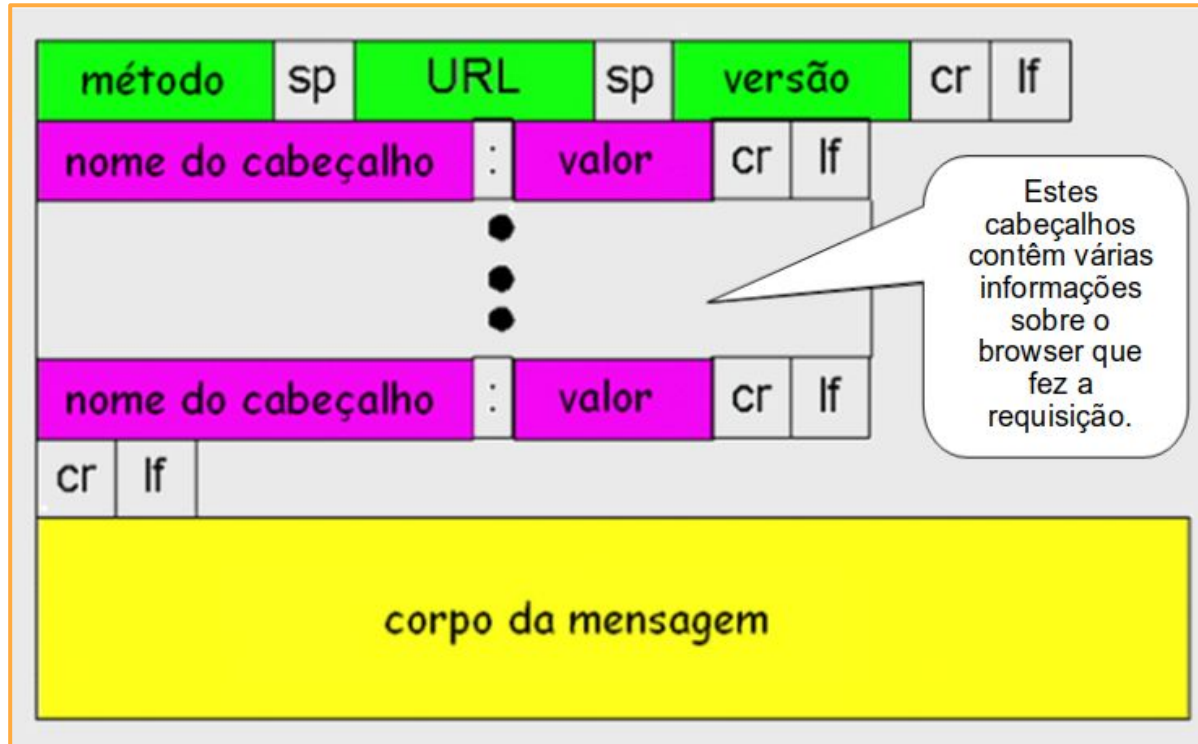 método sp URL sp versão cr lf
nome do cabeçalho : valor cr lf
nome do cabeçalho : valor cr lf
cr lf
corpo da mensagem
Estes
cabeçalhos
contêm várias
informações
sobre o
browser que
fez a
requisição.